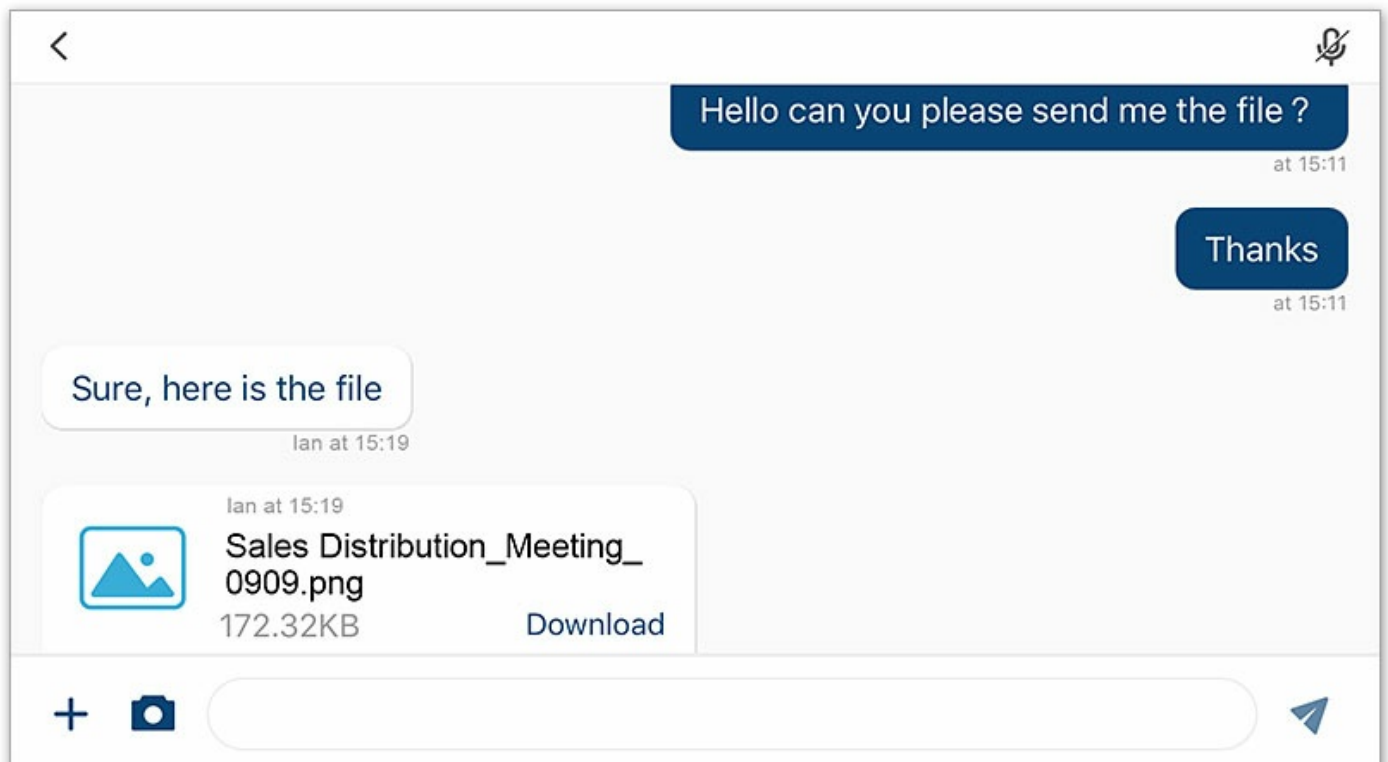 Hello can you please send me the file ?
at 15:11
Thanks
at 15:11
Sure, here is the file
Ian at 15:19
Ian at 15:19
Sales Distribution_Meeting_
0909.png
172.32KB
Download